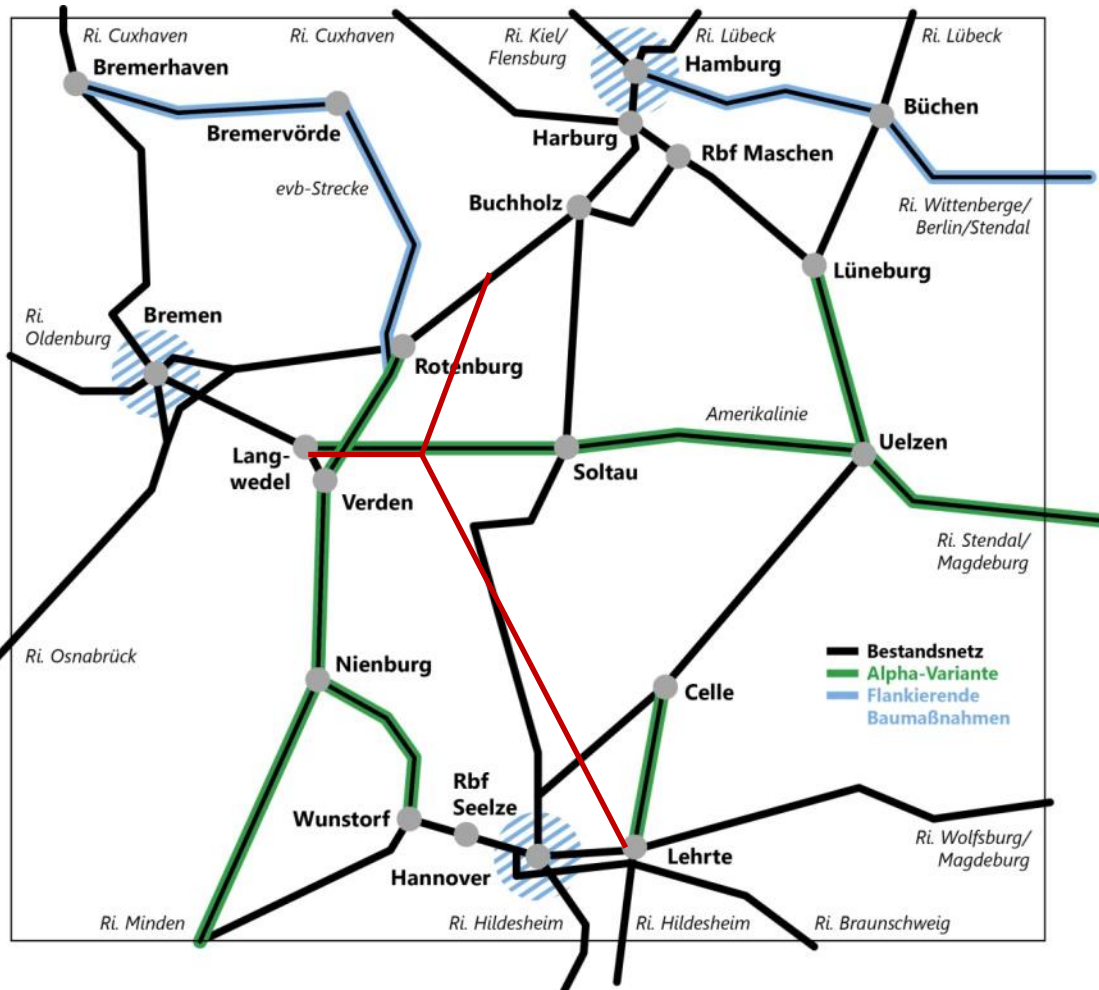 Ri. Cuxhaven
Ri. Cuxhaven
Ri. Kiel/
Flensburg
Ri. Lübeck
Ri. Lübeck
Bremerhaven
Hamburg
Büchen
Bremervörde
Harburg
Rbf Maschen
evb-Strecke
Buchholz
Ri. Wittenberge/
Berlin/Stendal
Lüneburg
Ri.
Oldenburg
Bremen
Rotenburg
Amerikalinie
Uelzen
Lang-
wedel
Soltau
Verden
Ri. Stendal/
Magdeburg
Ri. Osnabrück
Nienburg
Bestandsnetz
Alpha-Variante
Flankierende
Baumaßnahmen
Celle
Rbf
Seelze
Wunstorf
Ri. Wolfsburg/
Magdeburg
Hannover
Lehrte
Ri. Minden
Ri. Hildesheim
Ri. Hildesheim
Ri. Braunschweig